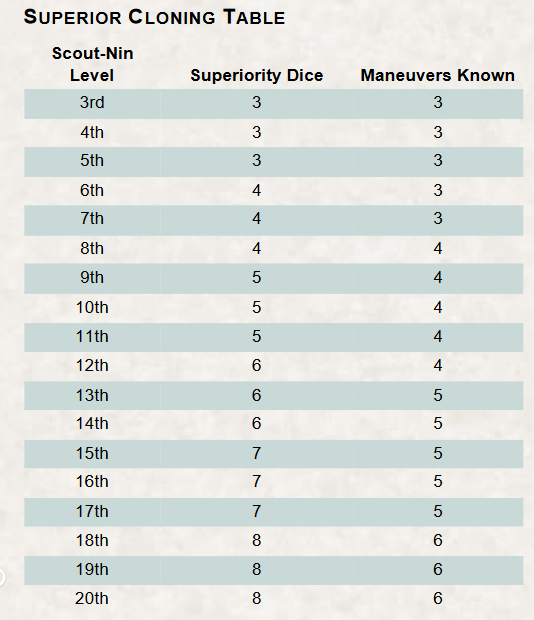 SUPERIOR CLONING TABLE
Scout-Nin
Level Superiority Dice Maneuvers Known
3rd 3 3
4th 3 3
5th 3 3
6th 4 3
7th 4 3
8th 4 4
9th 5 4
10th 5 4
11th 5 4
12th 6 4
13th 6 5
14th 6 5
15th 7 5
16th 7 5
17th 7 5
18th 8 6
19th 8 6
20th 8 6